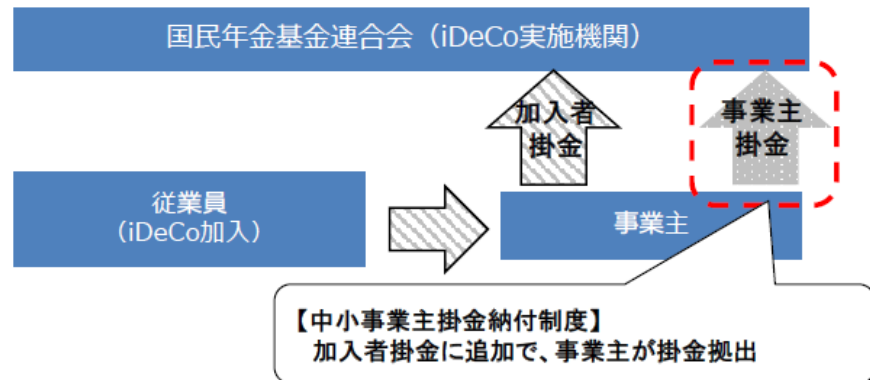 国民年金基金連合会（iDeCo実施機関）
加入者
掛金
事業主
掛金
従業員
（iDeCo加入）
事業主
【中小事業主掛金納付制度】
加入者掛金に追加で、事業主が掛金拠出